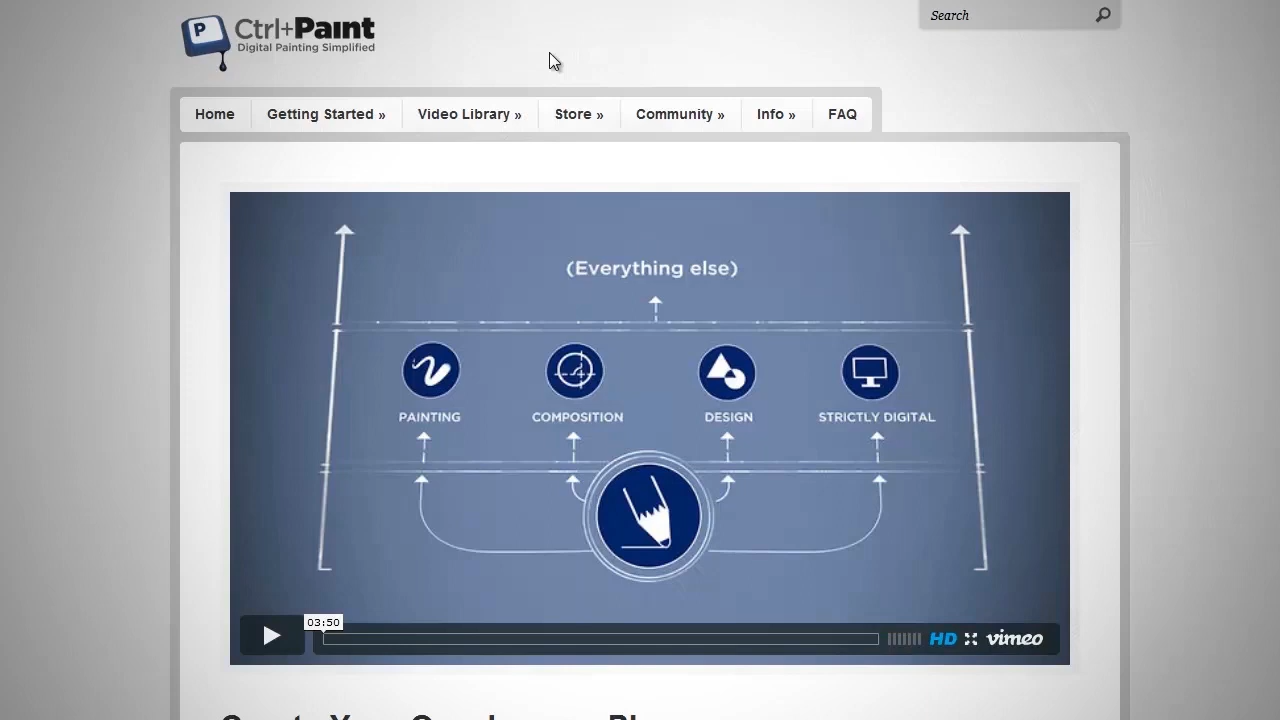 P
Ctrl+Paint
Digital Painting Simplified
Search
Home
Getting Started »
Video Library »
Store »
Community »
Info »
FAQ
(Everything else)
PAINTING
COMPOSITION
DESIGN
STRICTLY DIGITAL
03:50
HD
vimeo